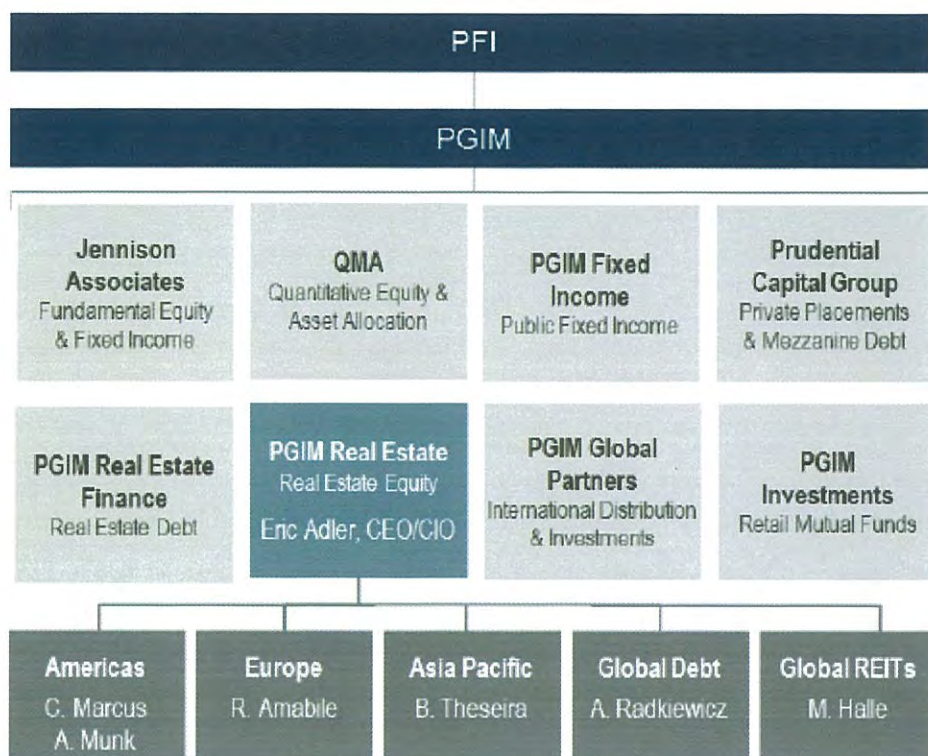 PFI
PGIM
Jennison
Associates
Fundamental Equity
& Fixed Income
QMA
Quantitative Equity &
Asset Allocation
PGIM Fixed
Income
Public Fixed Income
Prudential
Capital Group
Private Placements
& Mezzanine Debt
PGIM Real Estate
Finance
Real Estate Debt
PGIM Real Estate
Real Estate Equity
Eric Adler, CEO/CIO
PGIM Global
Partners
International Distribution
& Investments
PGIM
Investments
Retail Mutual Funds
Americas
C. Marcus
A. Munk
Europe
R. Amabile
Asia Pacific
B. Theseira
Global Debt
A. Radkiewicz
Global REITs
M. Halle